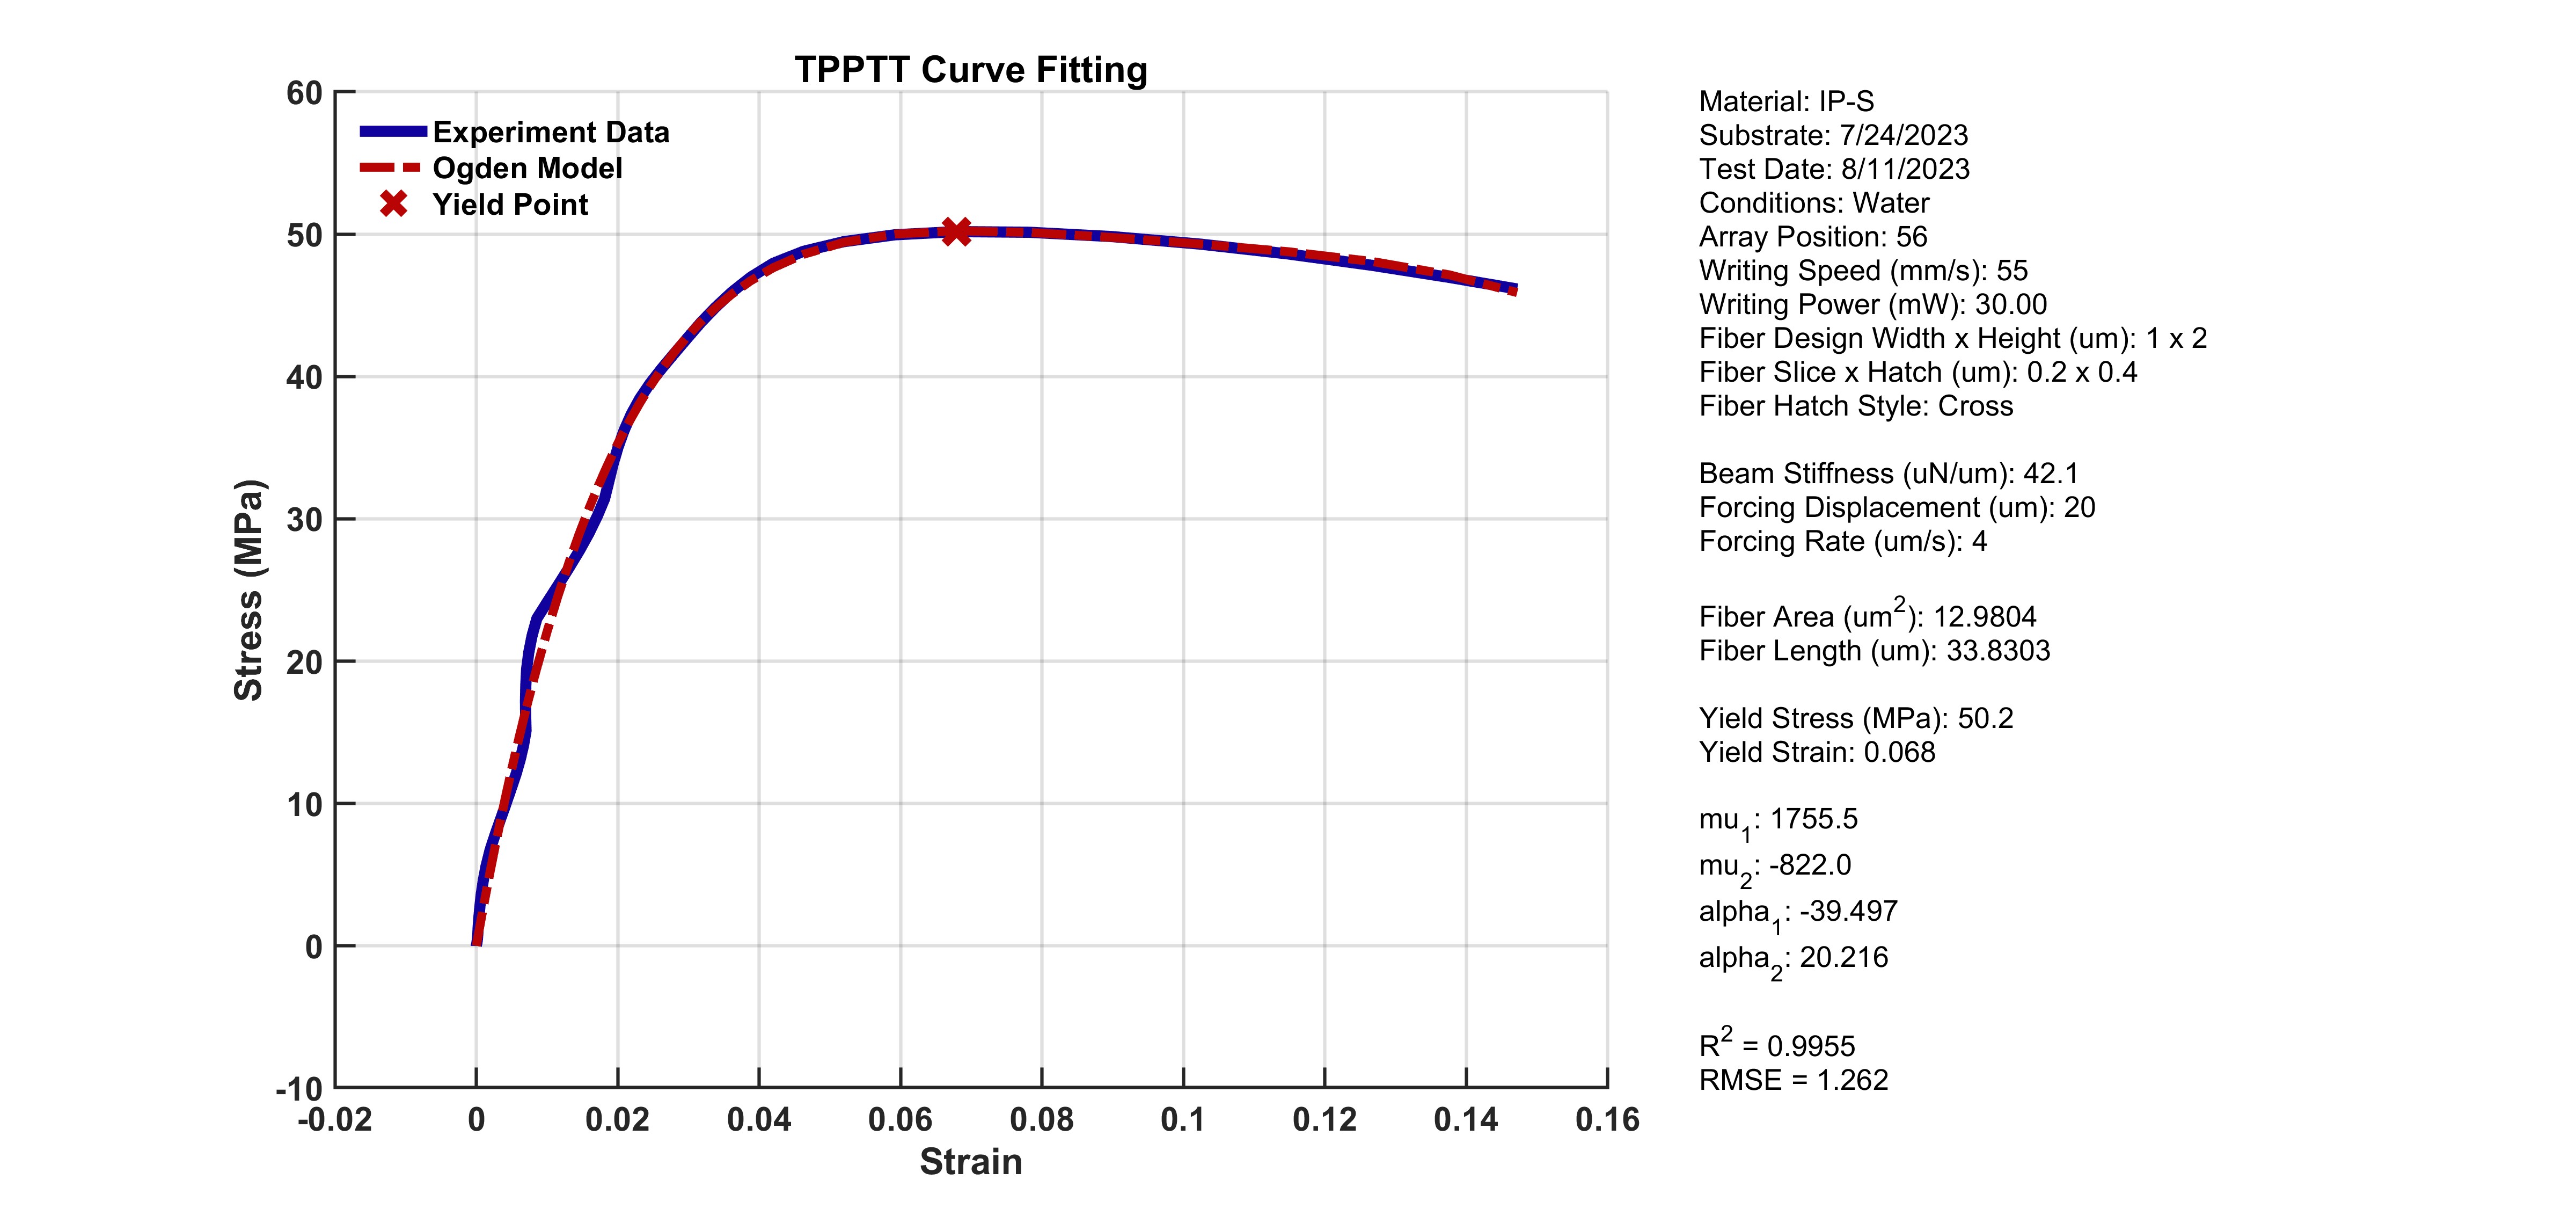 TPPTT Curve Fitting
60
50
40
30
20
10
0
-10
Stress (MPa)
Experiment Data
Ogden Model
Yield Point
-0.02
0
0.02
0.04
0.06
0.08
0.1
0.12
0.14
0.16
Strain
Material: IP-S
Substrate: 7/24/2023
Test Date: 8/11/2023
Conditions: Water
Array Position: 56
Writing Speed (mm/s): 55
Writing Power (mW): 30.00
Fiber Design Width x Height (um): 1 x 2
Fiber Slice x Hatch (um): 0.2 x 0.4
Fiber Hatch Style: Cross
Beam Stiffness (uN/um): 42.1
Forcing Displacement (um): 20
Forcing Rate (um/s): 4
Fiber Area (um²): 12.9804
Fiber Length (um): 33.8303
Yield Stress (MPa): 50.2
Yield Strain: 0.068
mu₁: 1755.5
mu₂: -822.0
alpha₁: -39.497
alpha₂: 20.216
R² = 0.9955
RMSE = 1.262